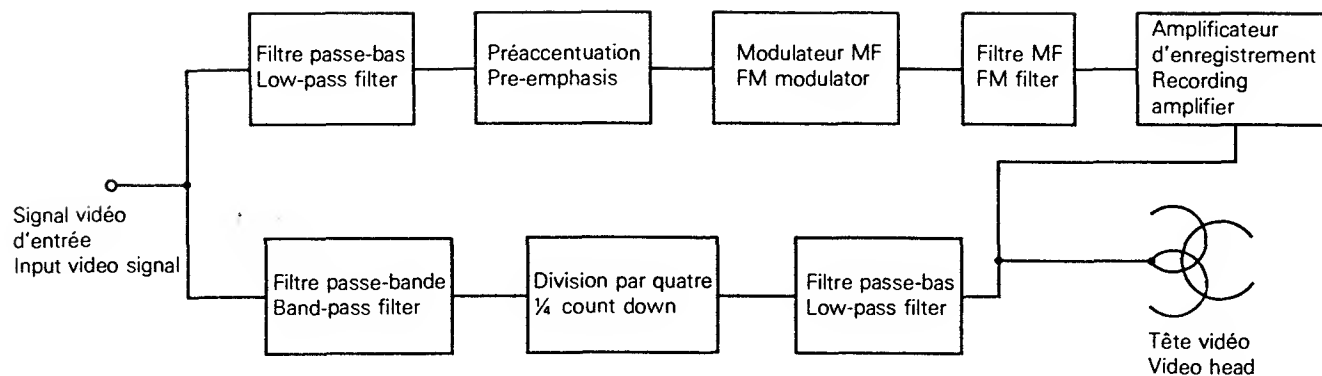 Filtre passe-bas
Low-pass filter
Préaccentuation
Pre-emphasis
Modulateur MF
FM modulator
Filtre MF
FM filter
Amplificateur
d'enregistrement
Recording
amplifier
Signal vidéo
d'entrée
Input video signal
Filtre passe-bande
Band-pass filter
Division par quatre
¼ count down
Filtre passe-bas
Low-pass filter
Tête vidéo
Video head